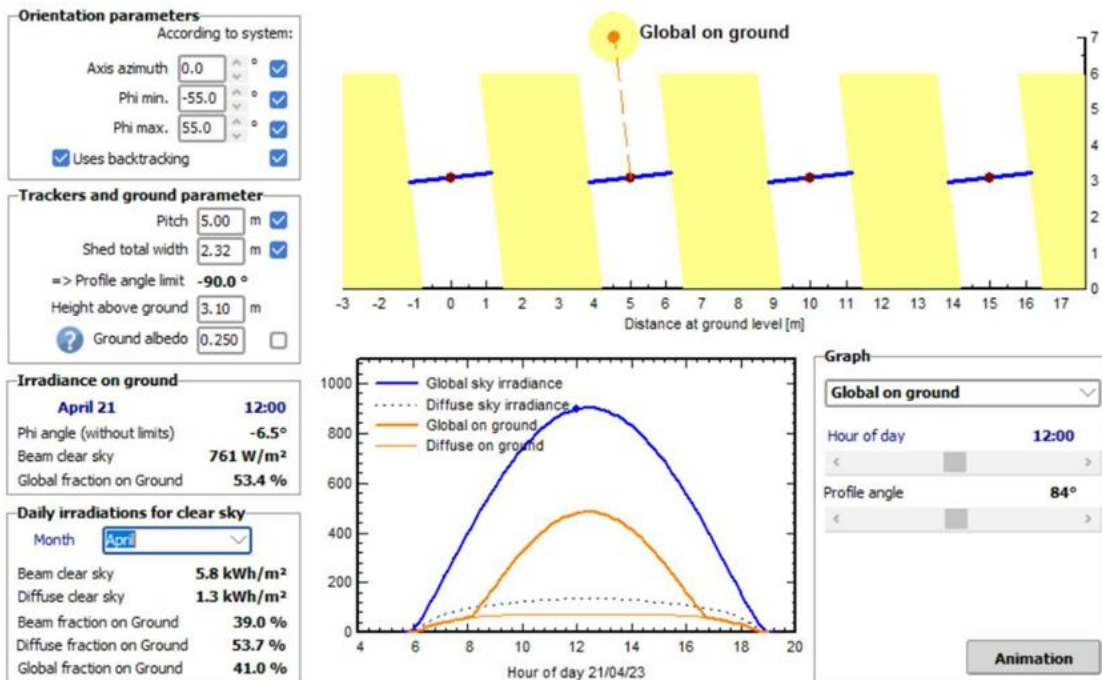 Orientation parameters
According to system:
Axis azimuth 0.0 °
Phi min. -55.0 °
Phi max. 55.0 °
Uses backtracking
Trackers and ground parameter
Pitch 5.00 m
Shed total width 2.32 m
=> Profile angle limit -90.0 °
Height above ground 3.10 m
? Ground albedo 0.250
Irradiance on ground
April 21 12:00
Phi angle (without limits) -6.5°
Beam clear sky 761 W/m²
Global fraction on Ground 53.4 %
Daily irradiations for clear sky
Month April
Beam clear sky 5.8 kWh/m²
Diffuse clear sky 1.3 kWh/m²
Beam fraction on Ground 39.0 %
Diffuse fraction on Ground 53.7 %
Global fraction on Ground 41.0 %
Global on ground
7
6
5
4
3
2
1
0
-3 -2 -1 0 1 2 3 4 5 6 7 8 9 10 11 12 13 14 15 16 17
Distance at ground level [m]
1000
800
600
400
200
0
Global sky irradiance
Diffuse sky irradiance
Global on ground
Diffuse on ground
4 6 8 10 12 14 16 18 20
Hour of day 21/04/23
Graph
Global on ground
Hour of day 12:00
Profile angle 84°
Animation